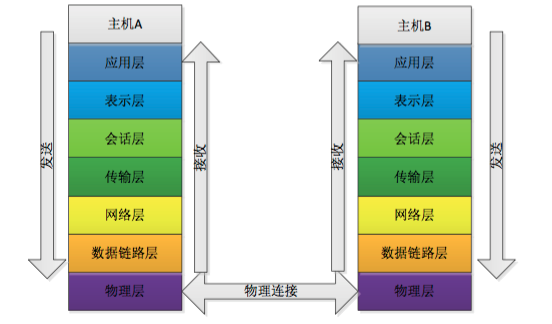 主机A
应用层
表示层
会话层
传输层
网络层
数据链路层
物理层
发送
接收
物理连接
接收
主机B
应用层
表示层
会话层
传输层
网络层
数据链路层
物理层
发送